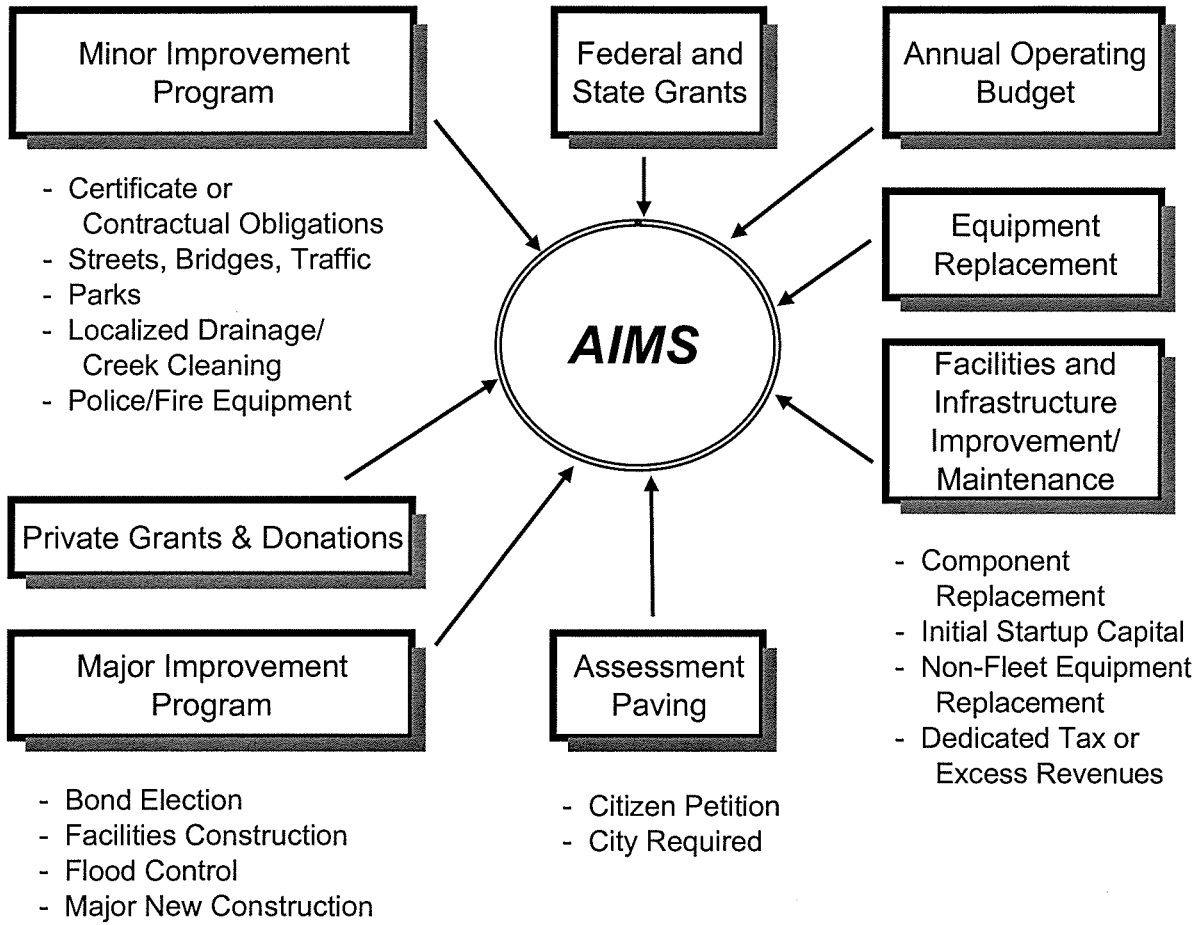 Minor Improvement
Program
- Certificate or
Contractual Obligations
- Streets, Bridges, Traffic
- Parks
- Localized Drainage/
Creek Cleaning
- Police/Fire Equipment
Federal and
State Grants
Annual Operating
Budget
Equipment
Replacement
AIMS
Facilities and
Infrastructure
Improvement/
Maintenance
- Component
Replacement
- Initial Startup Capital
- Non-Fleet Equipment
Replacement
- Dedicated Tax or
Excess Revenues
Private Grants & Donations
Major Improvement
Program
- Bond Election
- Facilities Construction
- Flood Control
- Major New Construction
Assessment
Paving
- Citizen Petition
- City Required